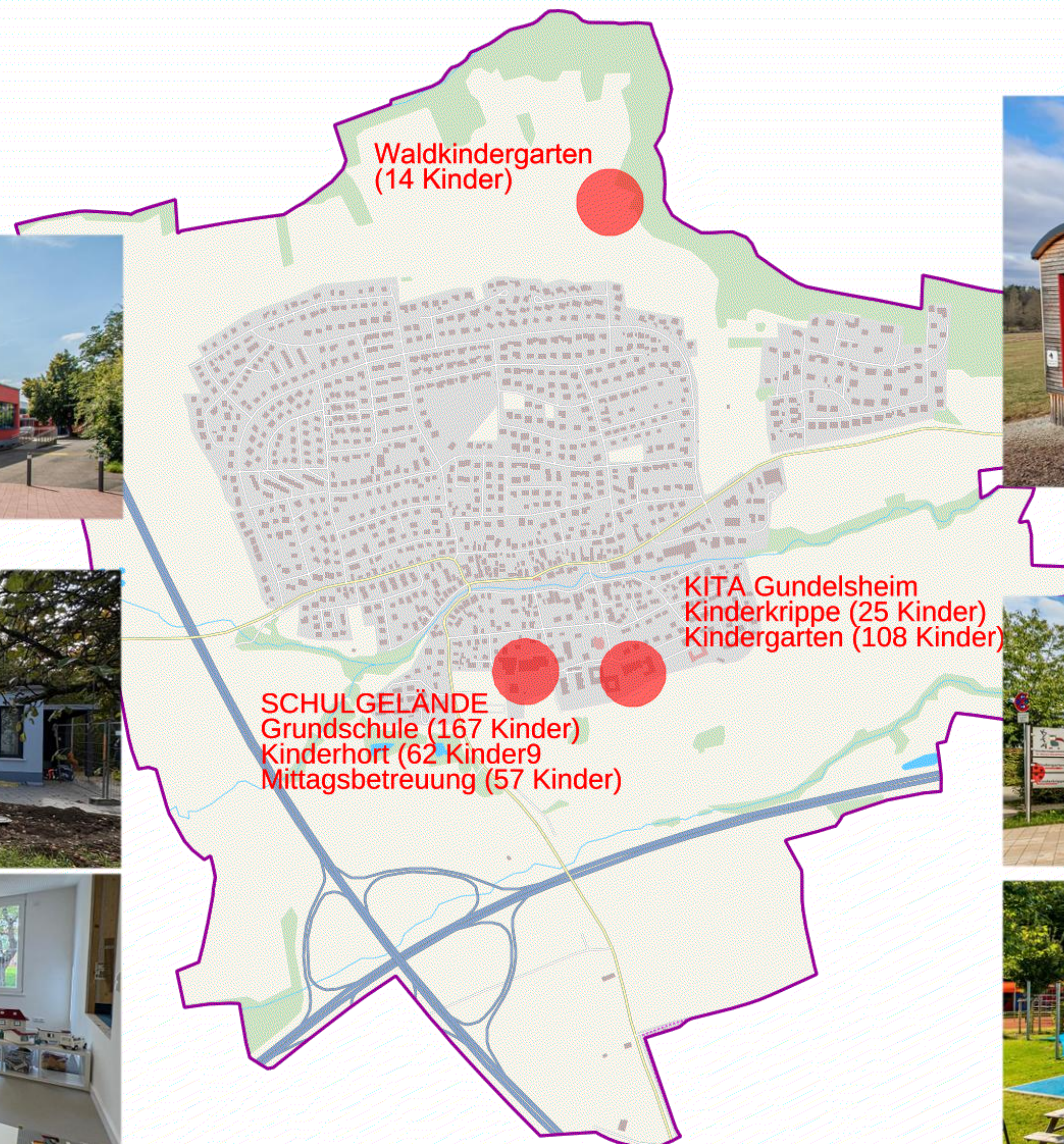 Waldkindergarten
(14 Kinder)
KITA Gundelsheim
Kinderkrippe (25 Kinder)
Kindergarten (108 Kinder)
SCHULGELÄNDE
Grundschule (167 Kinder)
Kinderhort (62 Kinder9
Mittagsbetreuung (57 Kinder)